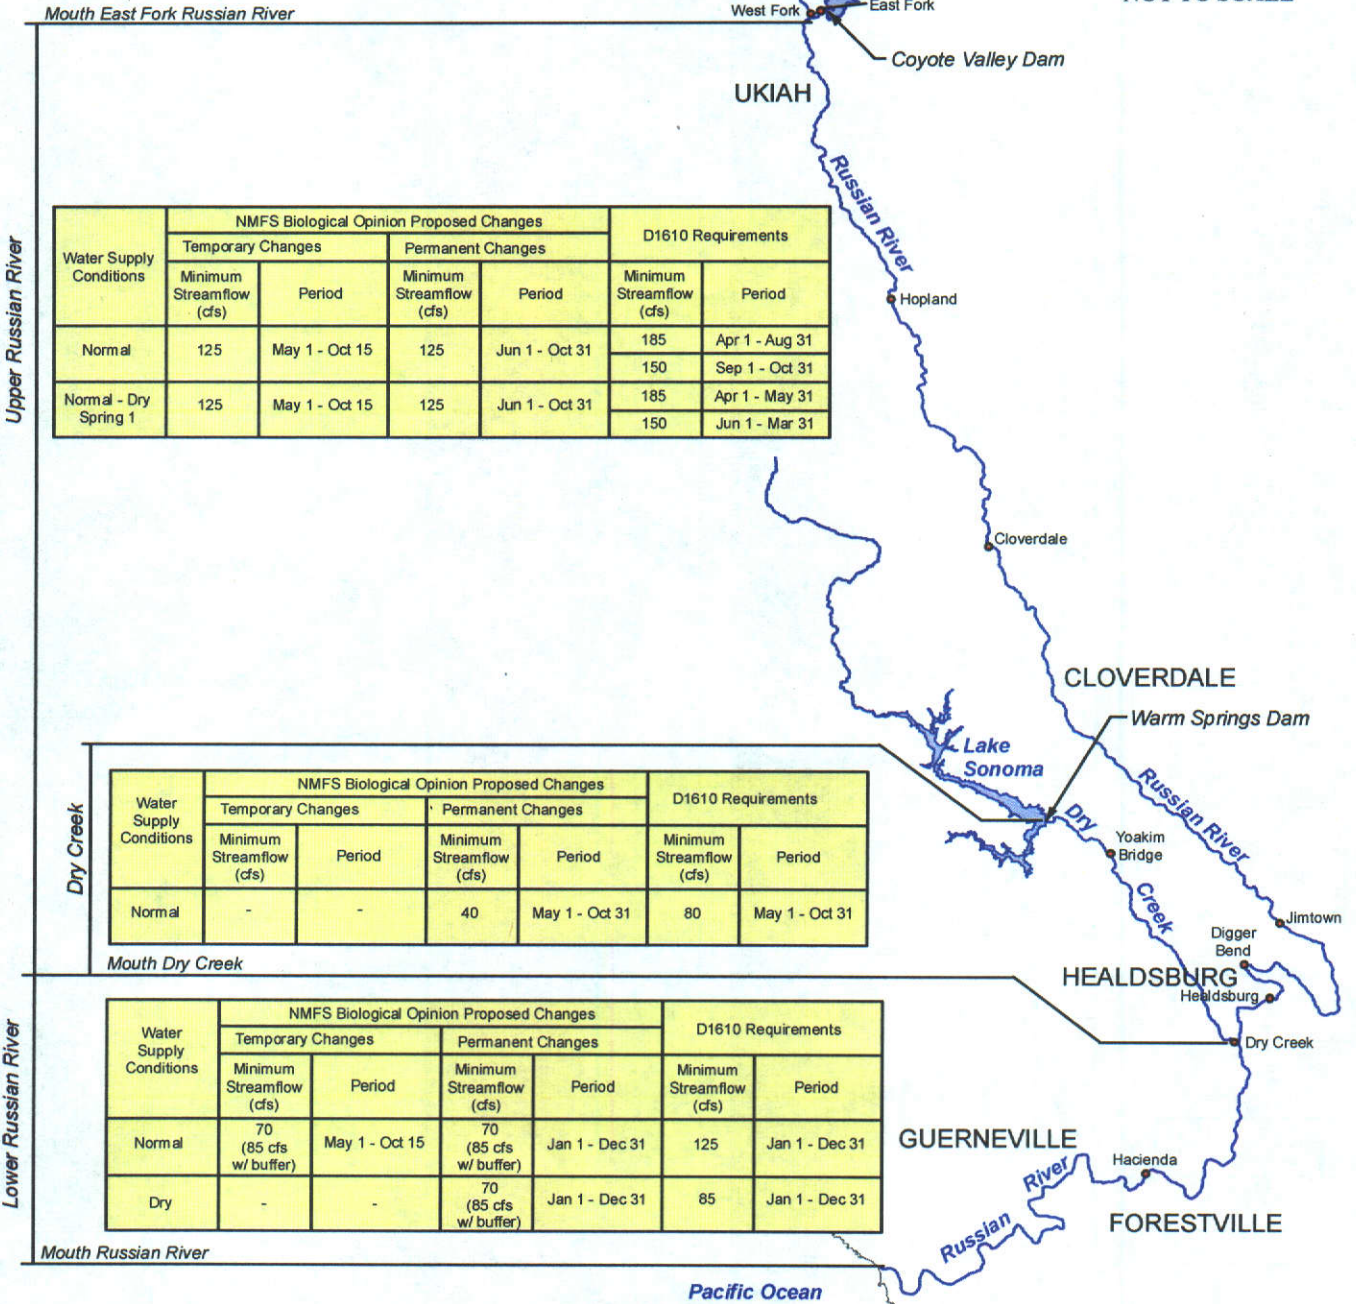 Mouth East Fork Russian River
West Fork
East Fork
Coyote Valley Dam
UKIAH
Russian River
Hopland
Upper Russian River
Water Supply
Conditions
NMFS Biological Opinion Proposed Changes
D1610 Requirements
Temporary Changes
Permanent Changes
Minimum
Streamflow
(cfs)
Period
Minimum
Streamflow
(cfs)
Period
Minimum
Streamflow
(cfs)
Period
Normal
125
May 1 - Oct 15
125
Jun 1 - Oct 31
185
Apr 1 - Aug 31
150
Sep 1 - Oct 31
Normal - Dry
Spring 1
125
May 1 - Oct 15
125
Jun 1 - Oct 31
185
Apr 1 - May 31
150
Jun 1 - Mar 31
Cloverdale
CLOVERDALE
Warm Springs Dam
Lake
Sonoma
Russian River
Dry
Creek
Yoakim
Bridge
Jimtown
Digger
Bend
HEALDSBURG
Healdsburg
Dry Creek
Dry Creek
Water
Supply
Conditions
NMFS Biological Opinion Proposed Changes
D1610 Requirements
Temporary Changes
Permanent Changes
Minimum
Streamflow
(cfs)
Period
Minimum
Streamflow
(cfs)
Period
Minimum
Streamflow
(cfs)
Period
Normal
-
-
40
May 1 - Oct 31
80
May 1 - Oct 31
Mouth Dry Creek
Lower Russian River
Water
Supply
Conditions
NMFS Biological Opinion Proposed Changes
D1610 Requirements
Temporary Changes
Permanent Changes
Minimum
Streamflow
(cfs)
Period
Minimum
Streamflow
(cfs)
Period
Minimum
Streamflow
(cfs)
Period
Normal
70
(85 cfs
w/ buffer)
May 1 - Oct 15
70
(85 cfs
w/ buffer)
Jan 1 - Dec 31
125
Jan 1 - Dec 31
Dry
-
-
70
(85 cfs
w/ buffer)
Jan 1 - Dec 31
85
Jan 1 - Dec 31
GUERNEVILLE
Hacienda
Russian River
FORESTVILLE
Mouth Russian River
Pacific Ocean